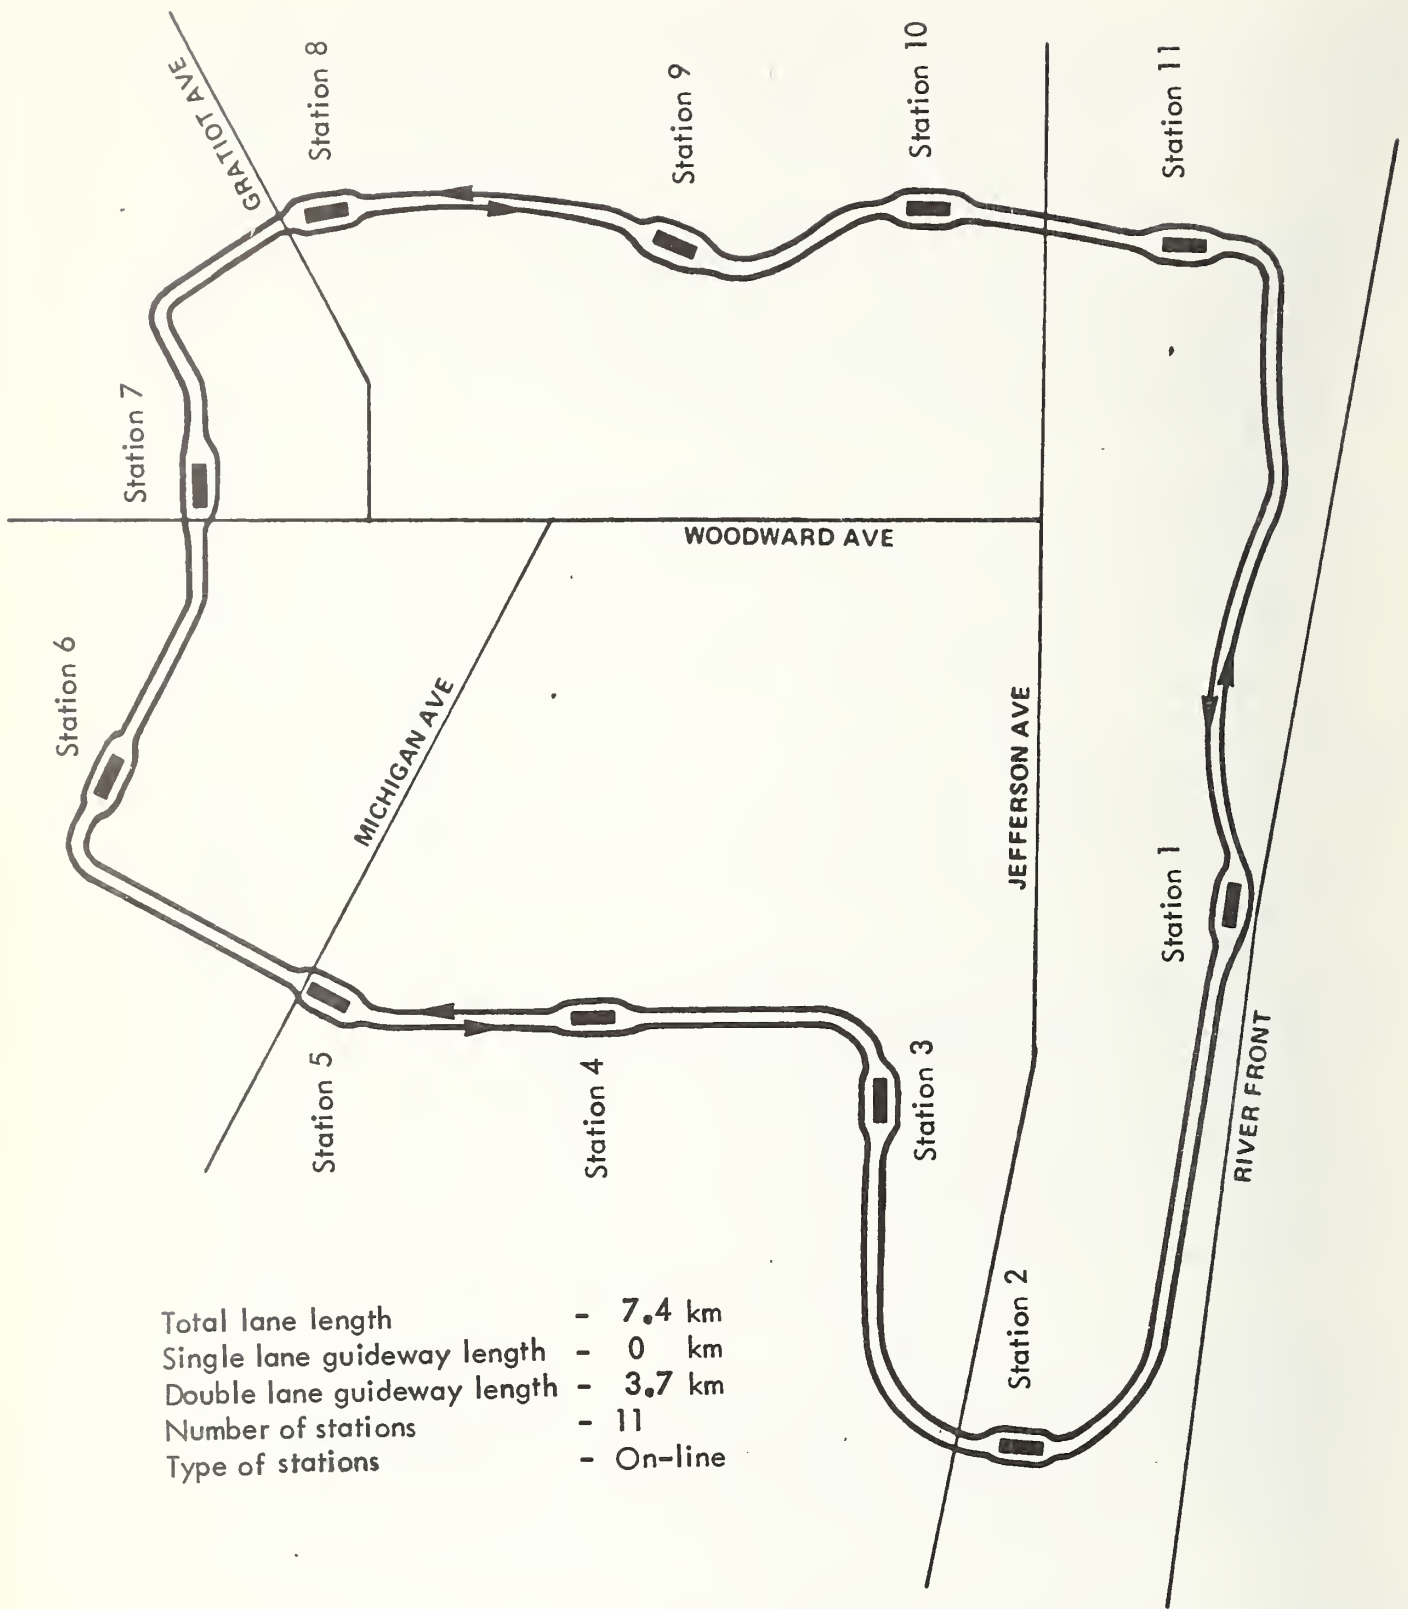 GRATIOT AVE
Station 8
Station 9
Station 10
Station 11
Station 7
WOODWARD AVE
Station 6
MICHIGAN AVE
JEFFERSON AVE
Station 1
RIVER FRONT
Station 5
Station 4
Station 3
Station 2
Total lane length - 7.4 km
Single lane guideway length - 0 km
Double lane guideway length - 3.7 km
Number of stations - 11
Type of stations - On-line